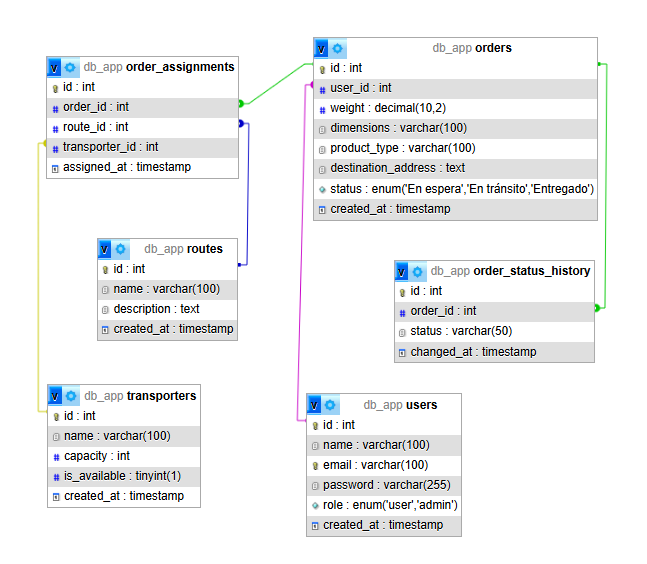 V db_app order_assignments
id : int
# order_id : int
# route_id : int
# transporter_id : int
assigned_at : timestamp
V db_app orders
id : int
# user_id : int
# weight : decimal(10,2)
dimensions : varchar(100)
product_type : varchar(100)
destination_address : text
status : enum('En espera','En tránsito','Entregado')
created_at : timestamp
V db_app routes
id : int
name : varchar(100)
description : text
created_at : timestamp
V db_app order_status_history
id : int
# order_id : int
status : varchar(50)
changed_at : timestamp
V db_app transporters
id : int
name : varchar(100)
# capacity : int
# is_available : tinyint(1)
created_at : timestamp
V db_app users
id : int
name : varchar(100)
email : varchar(100)
password : varchar(255)
role : enum('user','admin')
created_at : timestamp